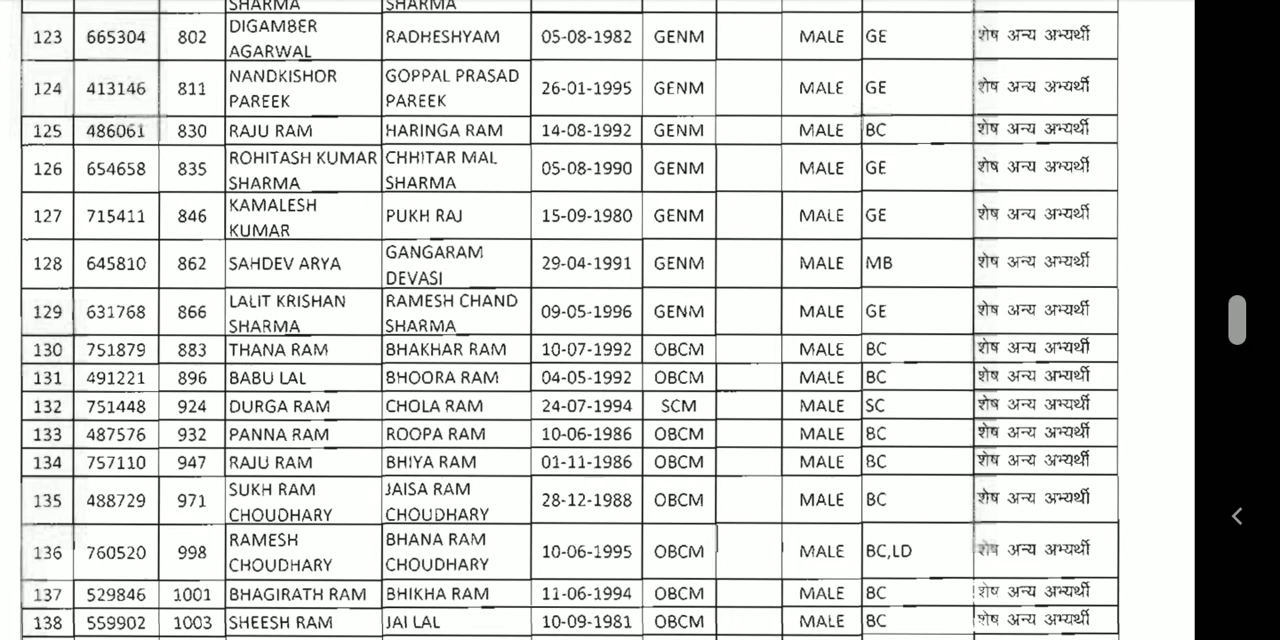 SHARMA SHARMA
123 665304 802 DIGAMBER AGARWAL RADHESHYAM 05-08-1982 GENM MALE GE शेष अन्य अभ्यर्थी
124 413146 811 NANDKISHOR PAREEK GOPPAL PRASAD PAREEK 26-01-1995 GENM MALE GE शेष अन्य अभ्यर्थी
125 486061 830 RAJU RAM HARINGA RAM 14-08-1992 GENM MALE BC शेष अन्य अभ्यर्थी
126 654658 835 ROHITASH KUMAR SHARMA CHHITAR MAL SHARMA 05-08-1990 GENM MALE GE शेष अन्य अभ्यर्थी
127 715411 846 KAMALESH KUMAR PUKH RAJ 15-09-1980 GENM MALE GE शेष अन्य अभ्यर्थी
128 645810 862 SAHDEV ARYA GANGARAM DEVASI 29-04-1991 GENM MALE MB शेष अन्य अभ्यर्थी
129 631768 866 LALIT KRISHAN SHARMA RAMESH CHAND SHARMA 09-05-1996 GENM MALE GE शेष अन्य अभ्यर्थी
130 751879 883 THANA RAM BHAKHAR RAM 10-07-1992 OBCM MALE BC शेष अन्य अभ्यर्थी
131 491221 896 BABU LAL BHOORA RAM 04-05-1992 OBCM MALE BC शेष अन्य अभ्यर्थी
132 751448 924 DURGA RAM CHOLA RAM 24-07-1994 SCM MALE SC शेष अन्य अभ्यर्थी
133 487576 932 PANNA RAM ROOPA RAM 10-06-1986 OBCM MALE BC शेष अन्य अभ्यर्थी
134 757110 947 RAJU RAM BHIYA RAM 01-11-1986 OBCM MALE BC शेष अन्य अभ्यर्थी
135 488729 971 SUKH RAM CHOUDHARY JAISA RAM CHOUDHARY 28-12-1988 OBCM MALE BC शेष अन्य अभ्यर्थी
136 760520 998 RAMESH CHOUDHARY BHANA RAM CHOUDHARY 10-06-1995 OBCM MALE BC,LD शेष अन्य अभ्यर्थी
137 529846 1001 BHAGIRATH RAM BHIKHA RAM 11-06-1994 OBCM MALE BC शेष अन्य अभ्यर्थी
138 559902 1003 SHEESH RAM JAI LAL 10-09-1981 OBCM MALE BC शेष अन्य अभ्यर्थी